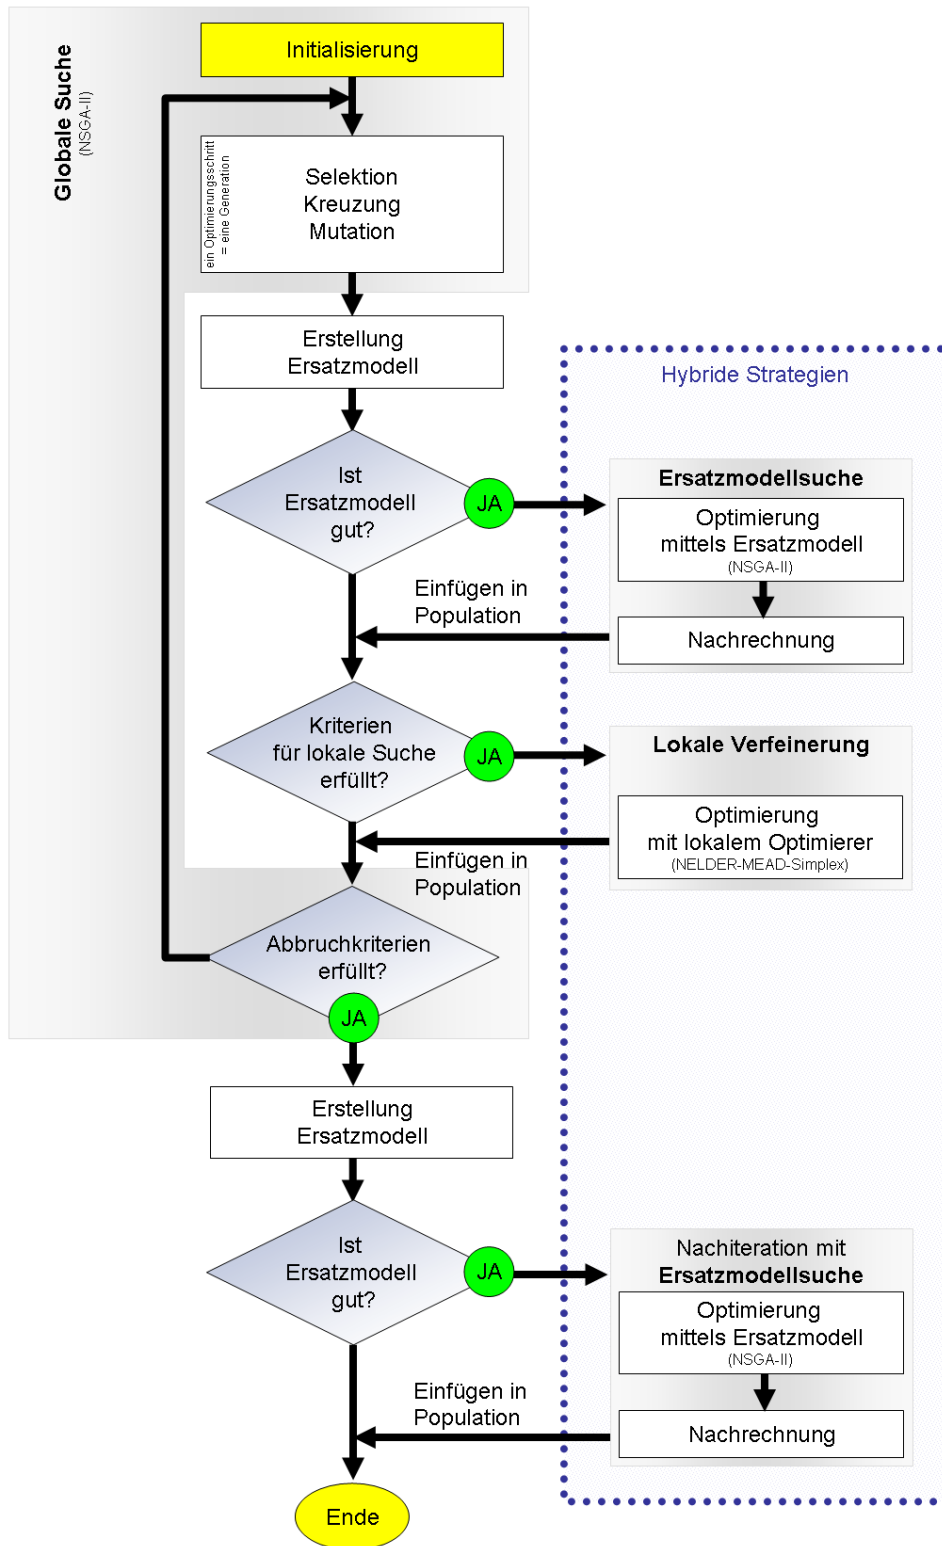 Globale Suche
(NSGA-II)
Initialisierung
ein Optimierungsschritt
= eine Generation
Selektion
Kreuzung
Mutation
Erstellung
Ersatzmodell
Hybride Strategien
Ist
Ersatzmodell
gut?
JA
Ersatzmodellsuche
Optimierung
mittels Ersatzmodell
(NSGA-II)
Nachrechnung
Einfügen in
Population
Kriterien
für lokale Suche
erfüllt?
JA
Lokale Verfeinerung
Optimierung
mit lokalem Optimierer
(NELDER-MEAD-Simplex)
Einfügen in
Population
Abbruchkriterien
erfüllt?
JA
Erstellung
Ersatzmodell
Ist
Ersatzmodell
gut?
JA
Nachiteration mit
Ersatzmodellsuche
Optimierung
mittels Ersatzmodell
(NSGA-II)
Nachrechnung
Einfügen in
Population
Ende